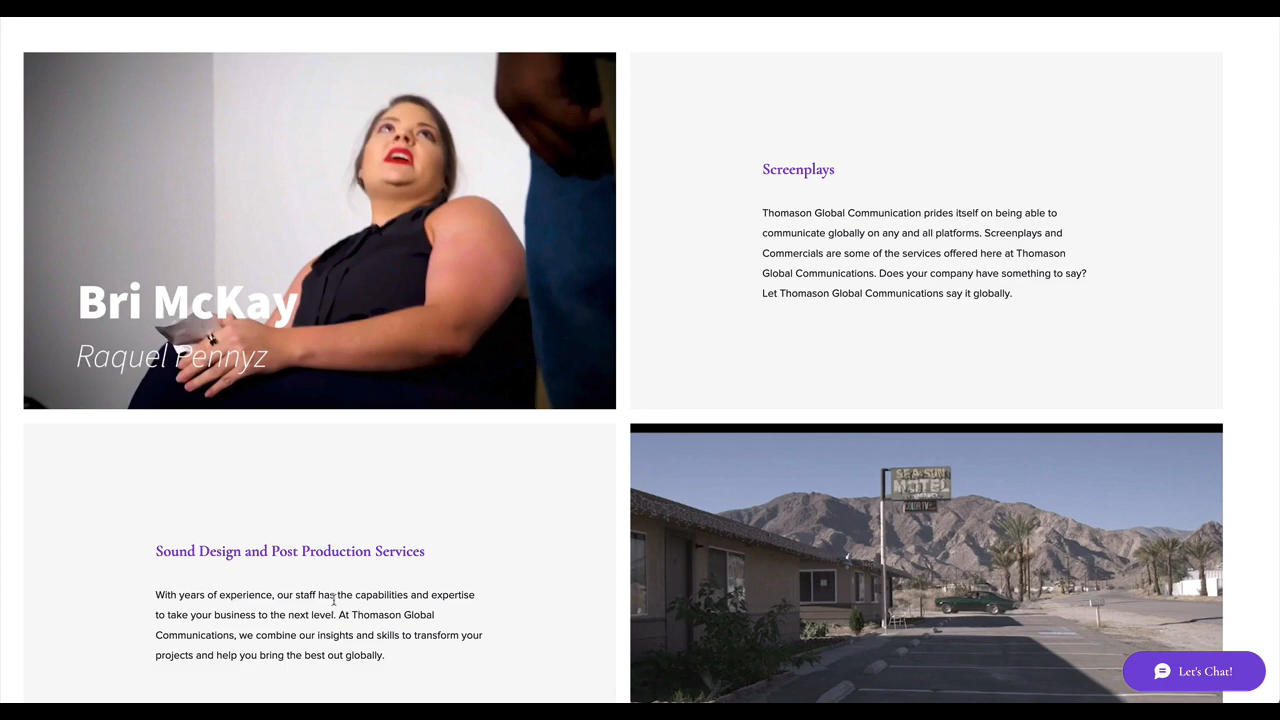 Bri McKay
Raquel Pennyz
Screenplays
Thomason Global Communication prides itself on being able to
communicate globally on any and all platforms. Screenplays and
Commercials are some of the services offered here at Thomason
Global Communications. Does your company have something to say?
Let Thomason Global Communications say it globally.
Sound Design and Post Production Services
With years of experience, our staff has the capabilities and expertise
to take your business to the next level. At Thomason Global
Communications, we combine our insights and skills to transform your
projects and help you bring the best out globally.
MOTEL
COLOR TV
Let's Chat!